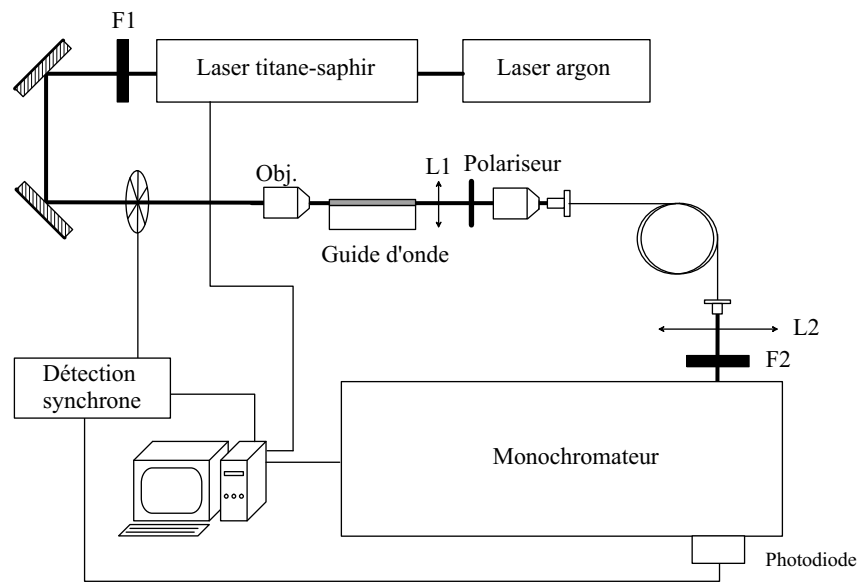 F1
Laser titane-saphir
Laser argon
Obj.
L1
Polariseur
Guide d'onde
L2
F2
Détection
synchrone
Monochromateur
Photodiode